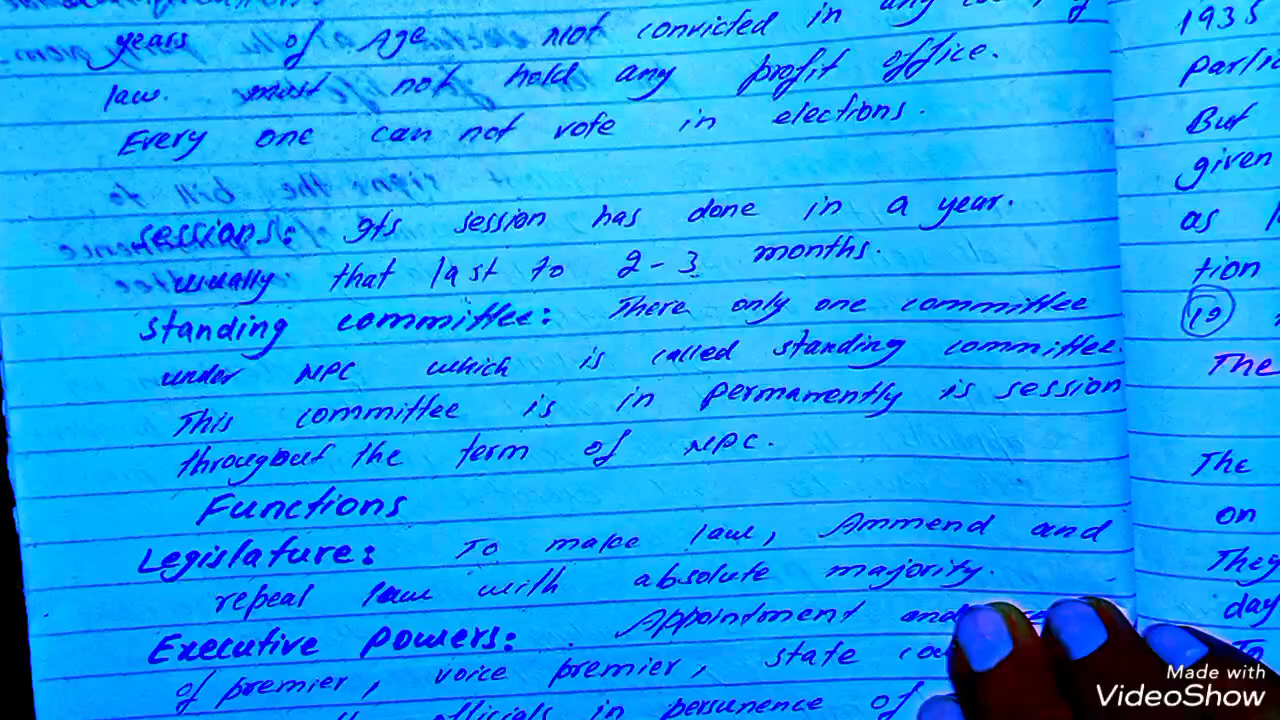 years of Age Not convicted in any
law. must not hold any profit office.
Every one can not vote in elections.
sessions: Its session has done in a year.
usually that last to 2-3 months.
standing committee: There only one committee
under NPC which is called standing committee.
This committee is in permanently is session
throughout the term of NPC.
Functions
Legislature: To make law, Ammend and
repeal law with absolute majority.
Executive powers: Appointment and
of premier, voice premier, state
officials in persunence of
1935
But
given
as
tion
10
The
The
on
They
day
To
Made with
VideoShow